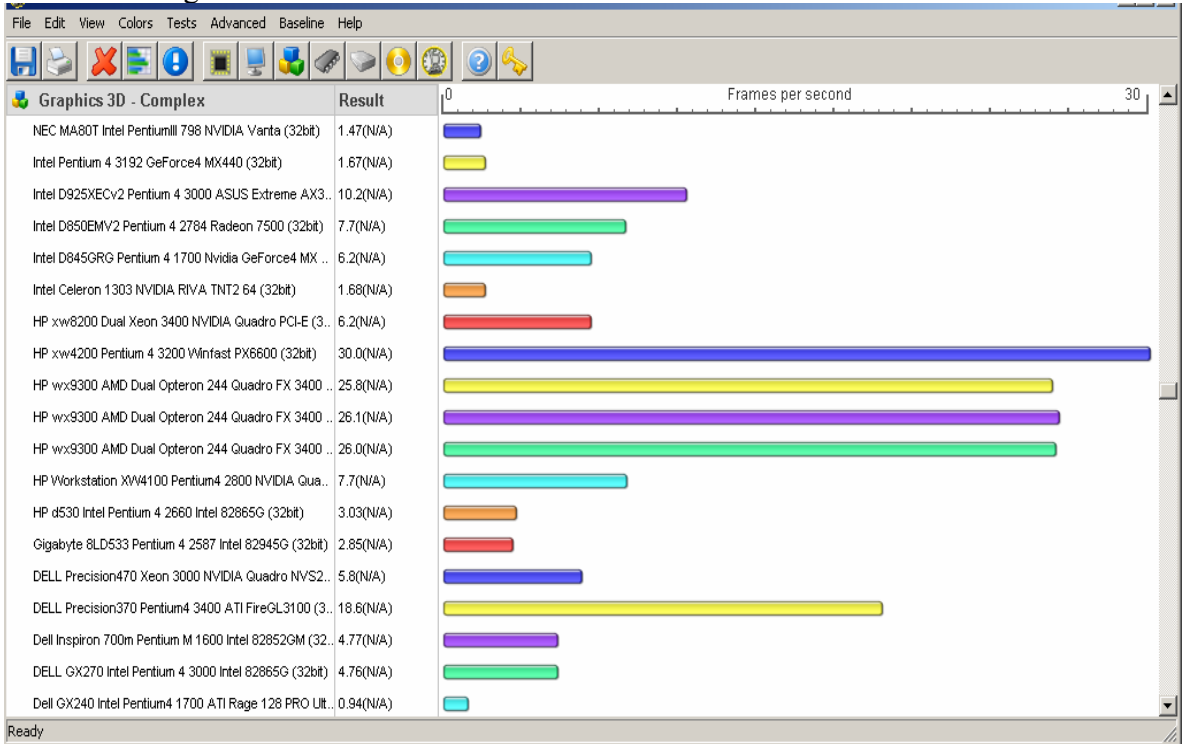 File Edit View Colors Tests Advanced Baseline Help
Graphics 3D - Complex Result 0 Frames per second 30
NEC MA80T Intel PentiumIII 798 NVIDIA Vanta (32bit) 1.47(N/A)
Intel Pentium 4 3192 GeForce4 MX440 (32bit) 1.67(N/A)
Intel D925XECv2 Pentium 4 3000 ASUS Extreme AX3.. 10.2(N/A)
Intel D850EMV2 Pentium 4 2784 Radeon 7500 (32bit) 7.7(N/A)
Intel D845GRG Pentium 4 1700 Nvidia GeForce4 MX .. 6.2(N/A)
Intel Celeron 1303 NVIDIA RIVA TNT2 64 (32bit) 1.68(N/A)
HP xw8200 Dual Xeon 3400 NVIDIA Quadro PCI-E (3.. 6.2(N/A)
HP xw4200 Pentium 4 3200 Winfast PX6600 (32bit) 30.0(N/A)
HP wx9300 AMD Dual Opteron 244 Quadro FX 3400 .. 25.8(N/A)
HP wx9300 AMD Dual Opteron 244 Quadro FX 3400 .. 26.1(N/A)
HP wx9300 AMD Dual Opteron 244 Quadro FX 3400 .. 26.0(N/A)
HP Workstation XW4100 Pentium4 2800 NVIDIA Qua.. 7.7(N/A)
HP d530 Intel Pentium 4 2660 Intel 82865G (32bit) 3.03(N/A)
Gigabyte 8LD533 Pentium 4 2587 Intel 82945G (32bit) 2.85(N/A)
DELL Precision470 Xeon 3000 NVIDIA Quadro NVS2.. 5.8(N/A)
DELL Precision370 Pentium4 3400 ATI FireGL3100 (3.. 18.6(N/A)
Dell Inspiron 700m Pentium M 1600 Intel 82852GM (32.. 4.77(N/A)
DELL GX270 Intel Pentium 4 3000 Intel 82865G (32bit) 4.76(N/A)
Dell GX240 Intel Pentium4 1700 ATI Rage 128 PRO Ult.. 0.94(N/A)
Ready